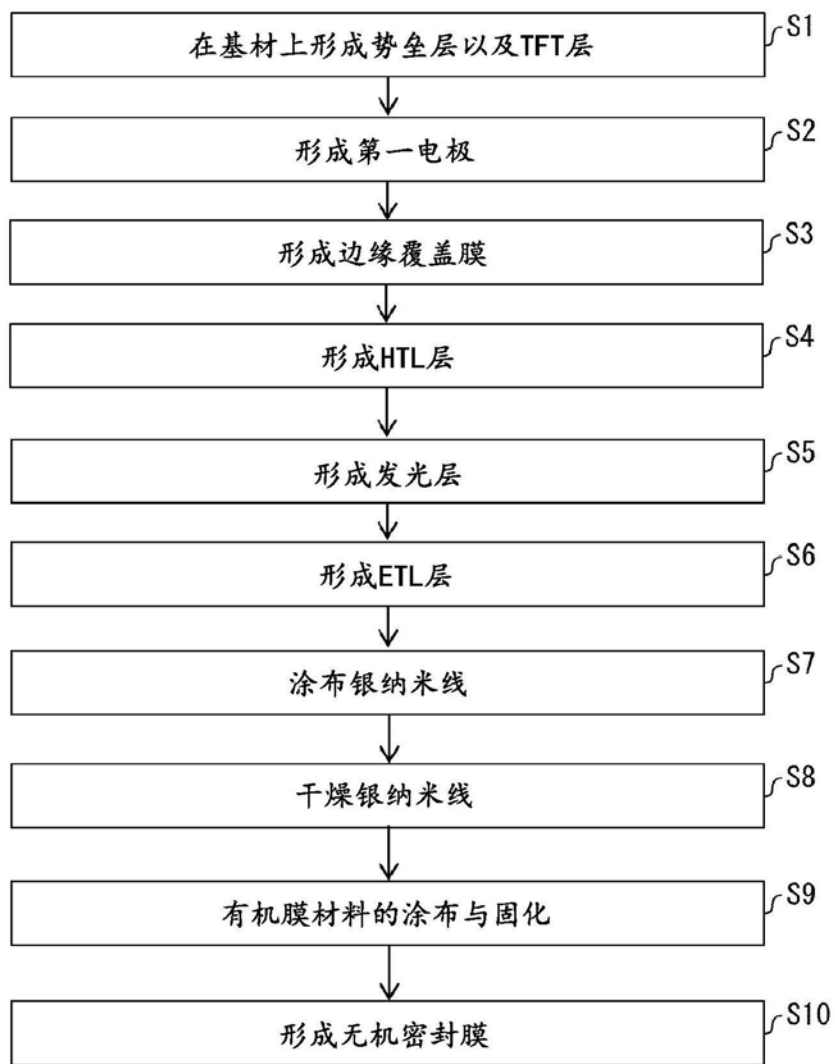 S1
在基材上形成势垒层以及TFT层
S2
形成第一电极
S3
形成边缘覆盖膜
S4
形成HTL层
S5
形成发光层
S6
形成ETL层
S7
涂布银纳米线
S8
干燥银纳米线
S9
有机膜材料的涂布与固化
S10
形成无机密封膜